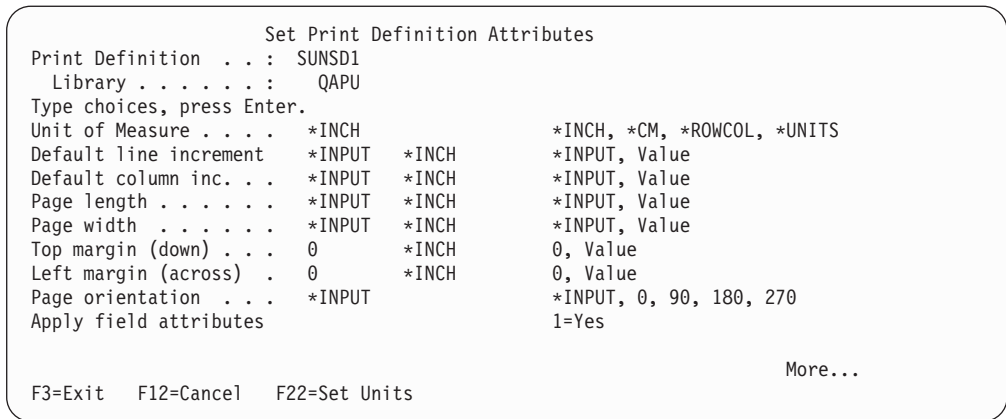 Set Print Definition Attributes
Print Definition . . : SUNSD1
Library . . . . . . : QAPU
Type choices, press Enter.
Unit of Measure . . . . *INCH *INCH, *CM, *ROWCOL, *UNITS
Default line increment *INPUT *INCH *INPUT, Value
Default column inc. . . *INPUT *INCH *INPUT, Value
Page length . . . . . . *INPUT *INCH *INPUT, Value
Page width . . . . . . *INPUT *INCH *INPUT, Value
Top margin (down) . . . 0 *INCH 0, Value
Left margin (across) . 0 *INCH 0, Value
Page orientation . . . *INPUT *INPUT, 0, 90, 180, 270
Apply field attributes 1=Yes
More...
F3=Exit F12=Cancel F22=Set Units